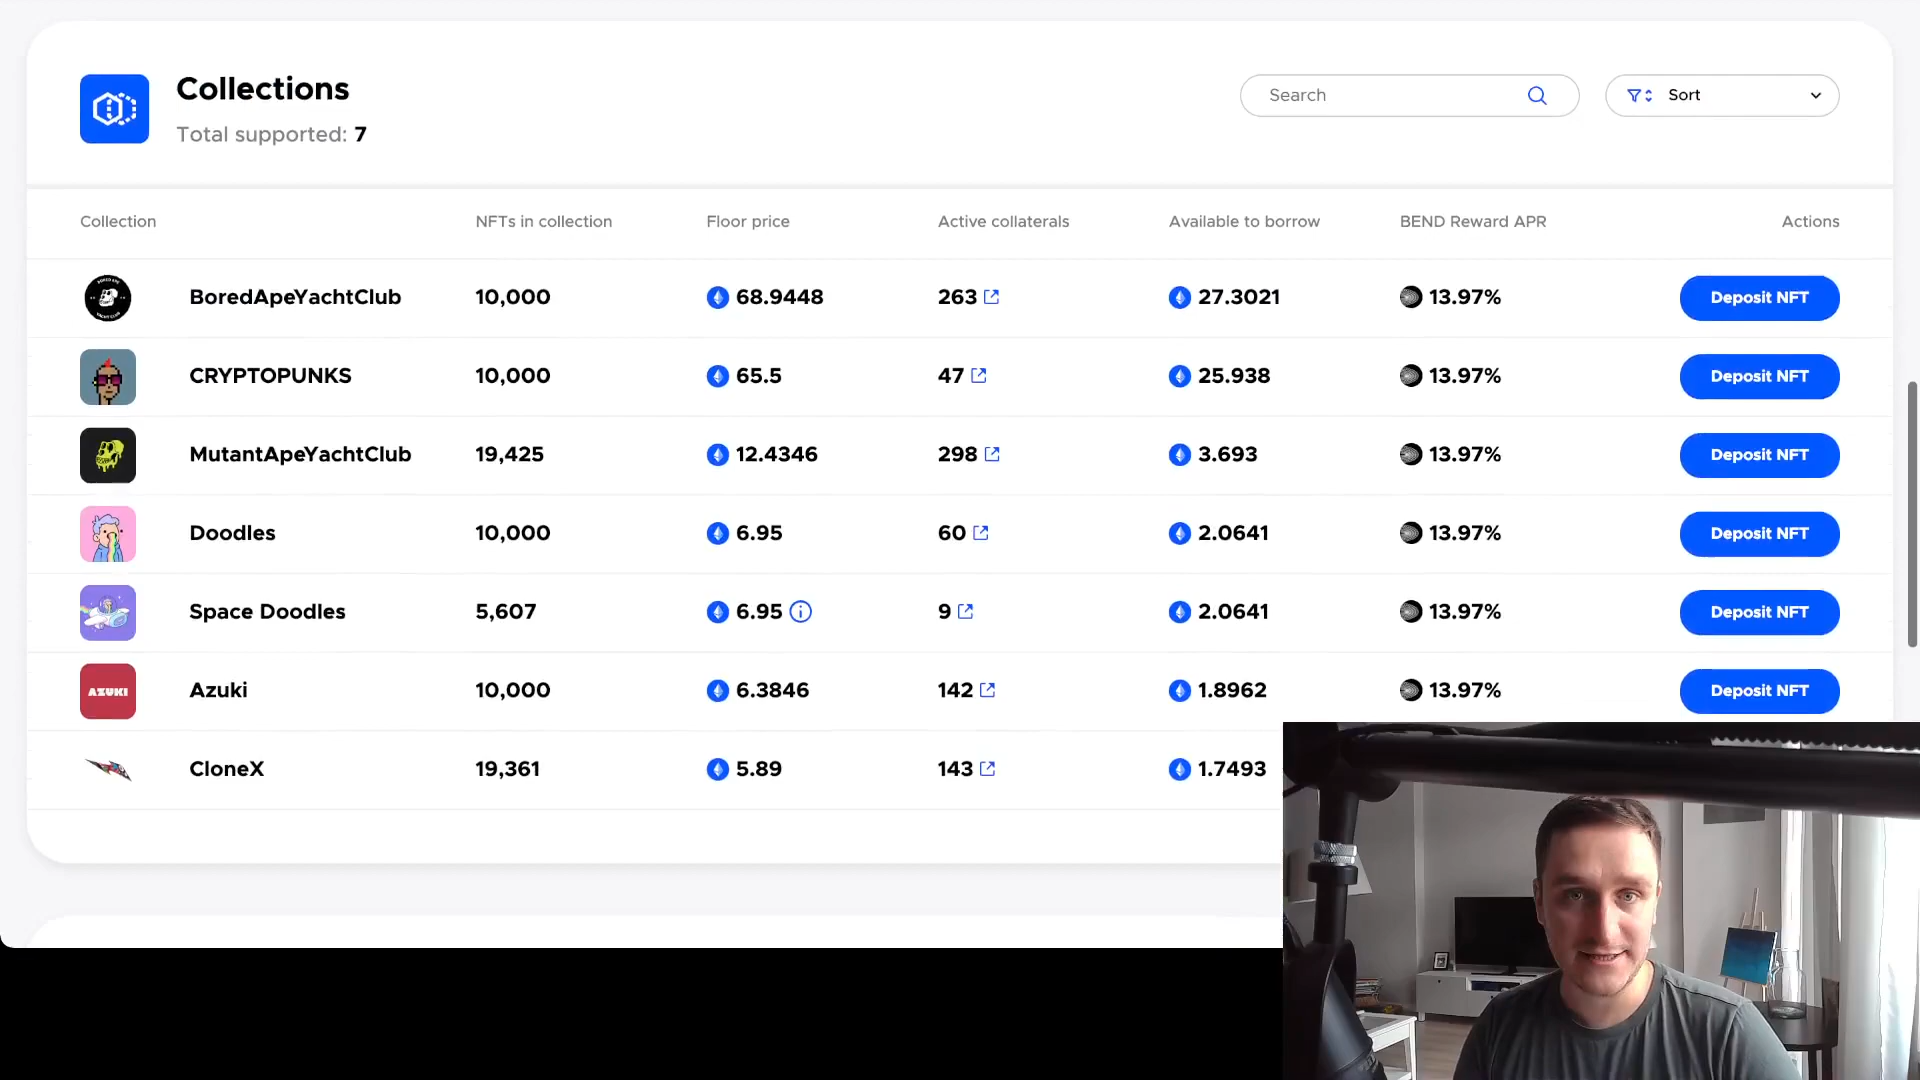 Collections
Total supported: 7
Search
Sort
Collection NFTs in collection Floor price Active collaterals Available to borrow BEND Reward APR Actions
BoredApeYachtClub 10,000 68.9448 263 27.3021 13.97% Deposit NFT
CRYPTOPUNKS 10,000 65.5 47 25.938 13.97% Deposit NFT
MutantApeYachtClub 19,425 12.4346 298 3.693 13.97% Deposit NFT
Doodles 10,000 6.95 60 2.0641 13.97% Deposit NFT
Space Doodles 5,607 6.95 9 2.0641 13.97% Deposit NFT
AZUKI Azuki 10,000 6.3846 142 1.8962 13.97% Deposit NFT
CloneX 19,361 5.89 143 1.7493